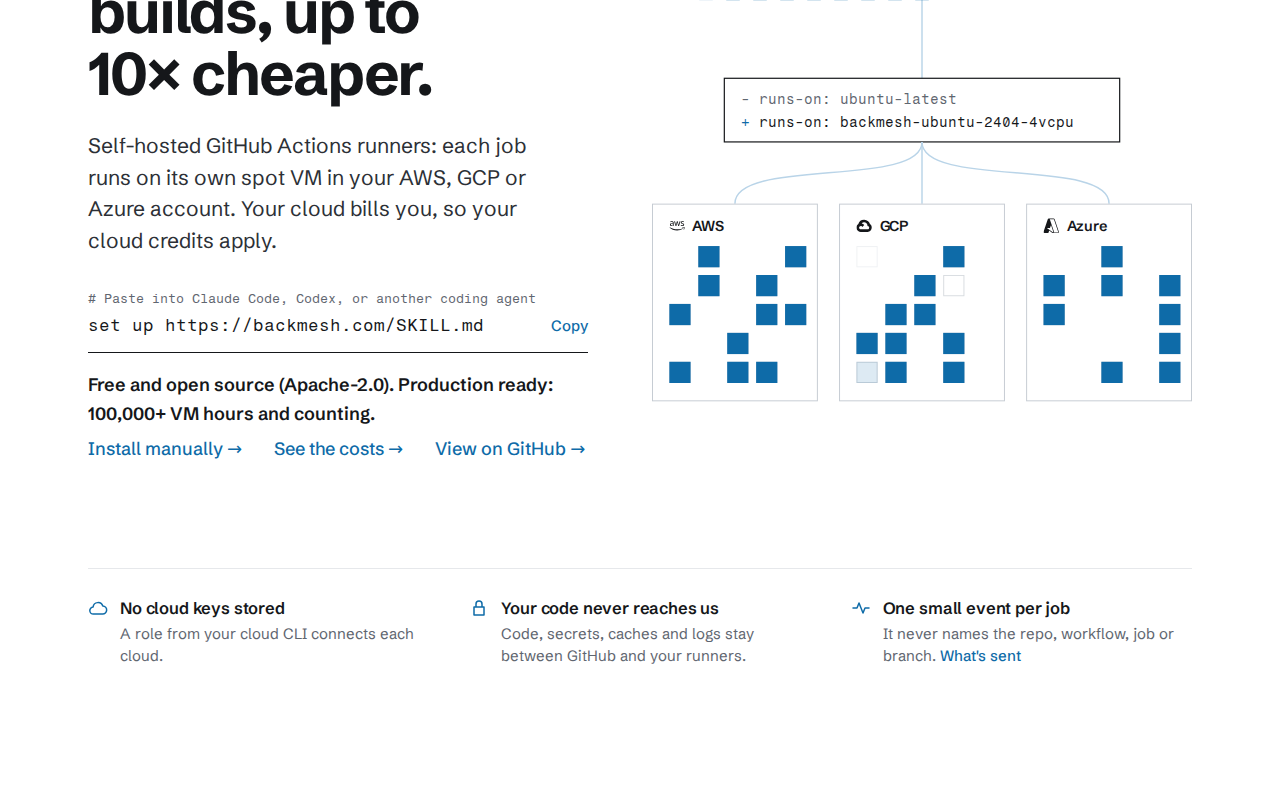 builds, up to
10× cheaper.
Self-hosted GitHub Actions runners: each job
runs on its own spot VM in your AWS, GCP or
Azure account. Your cloud bills you, so your
cloud credits apply.
# Paste into Claude Code, Codex, or another coding agent
set up https://backmesh.com/SKILL.md
Copy
Free and open source (Apache-2.0). Production ready:
100,000+ VM hours and counting.
Install manually → See the costs → View on GitHub →
- runs-on: ubuntu-latest
+ runs-on: backmesh-ubuntu-2404-4vcpu
aws AWS
GCP
Azure
No cloud keys stored
A role from your cloud CLI connects each
cloud.
Your code never reaches us
Code, secrets, caches and logs stay
between GitHub and your runners.
One small event per job
It never names the repo, workflow, job or
branch. What's sent